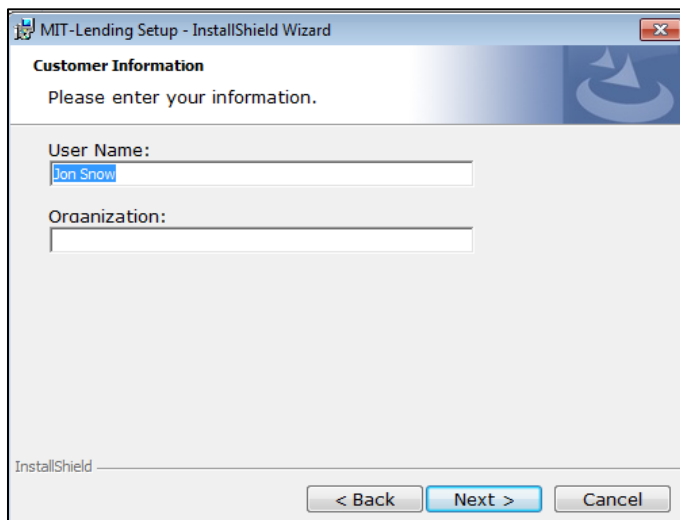 MIT-Lending Setup - InstallShield Wizard
Customer Information
Please enter your information.
User Name:
Jon Snow
Organization:
InstallShield
< Back Next > Cancel